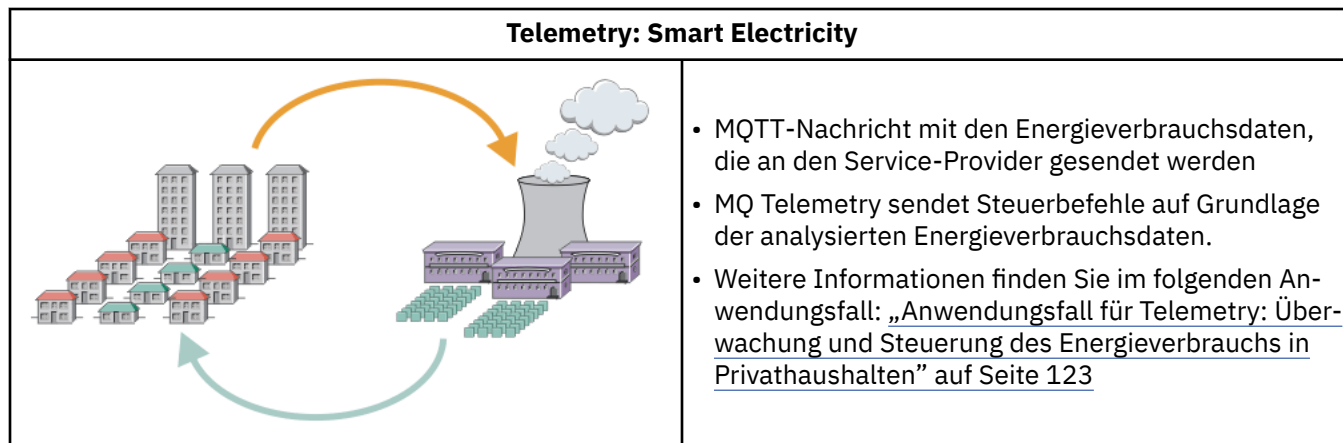 Telemetry: Smart Electricity
• MQTT-Nachricht mit den Energieverbrauchsdaten,
die an den Service-Provider gesendet werden
• MQ Telemetry sendet Steuerbefehle auf Grundlage
der analysierten Energieverbrauchsdaten.
• Weitere Informationen finden Sie im folgenden An-
wendungsfall: „Anwendungsfall für Telemetry: Über-
wachung und Steuerung des Energieverbrauchs in
Privathaushalten” auf Seite 123